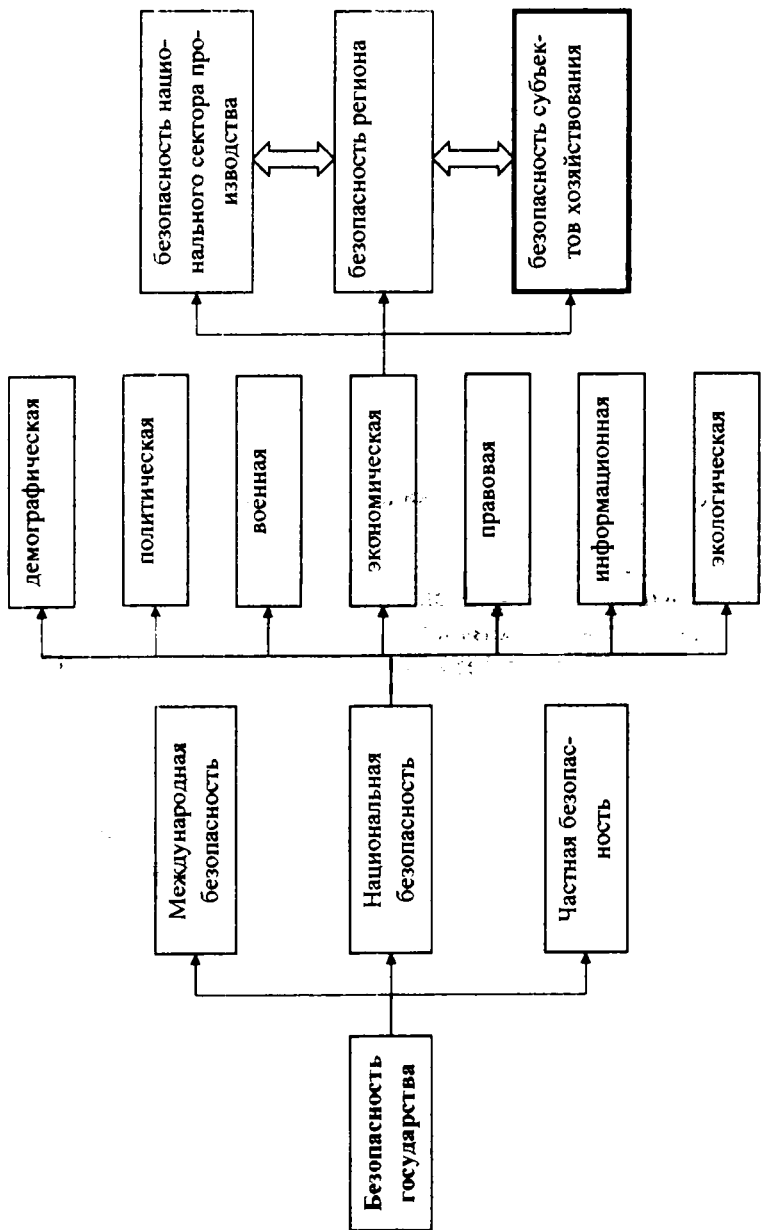 Безопасность
государства
Международная
безопасность
Национальная
безопасность
Частная безопас-
ность
демографическая
политическая
военная
экономическая
правовая
информационная
экологическая
безопасность нацио-
нального сектора про-
изводства
безопасность региона
безопасность субъек-
тов хозяйствования